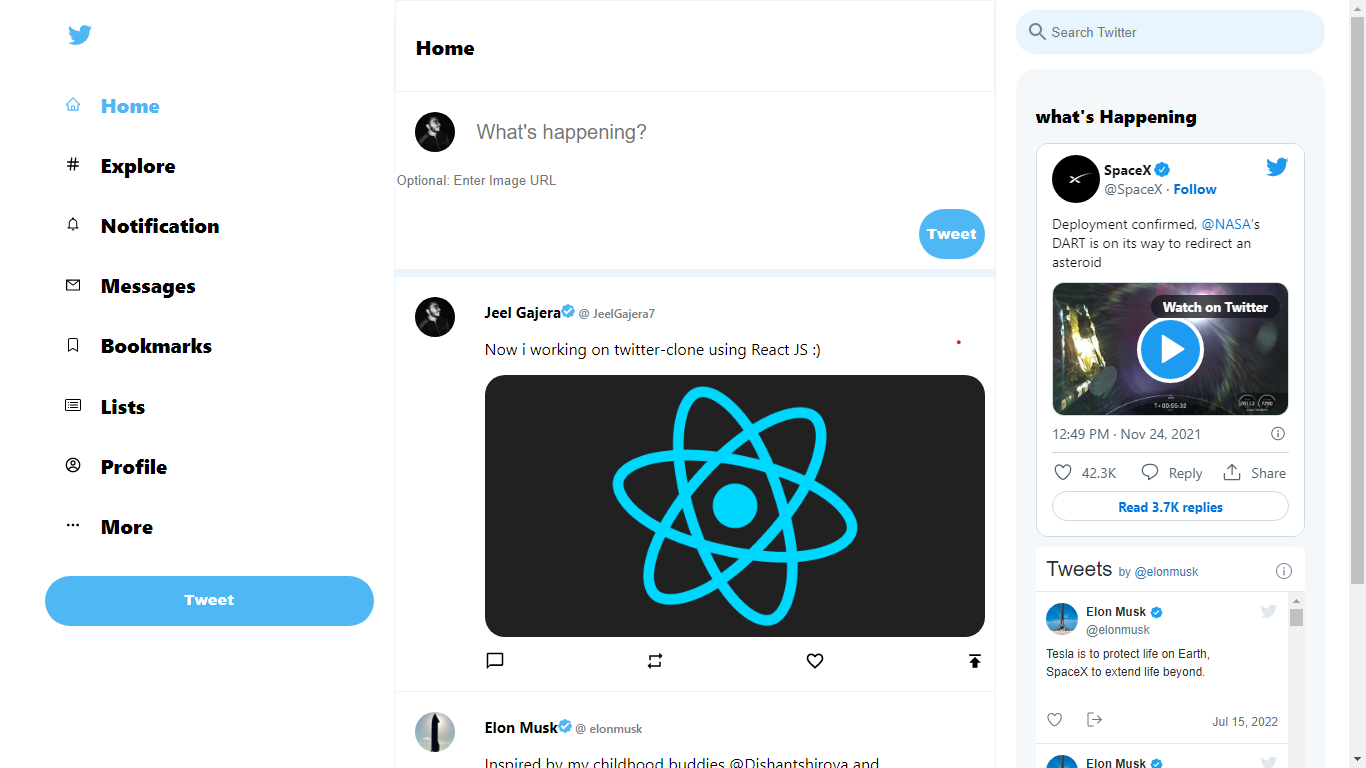 Home
Explore
Notification
Messages
Bookmarks
Lists
Profile
More
Tweet
Home
What's happening?
Optional: Enter Image URL
Tweet
Jeel Gajera @ JeelGajera7
Now i working on twitter-clone using React JS :)
Elon Musk @ elonmusk
Inspired by my childhood buddies @Dishantshiroya and
Search Twitter
what's Happening
SpaceX
@SpaceX · Follow
Deployment confirmed, @NASA's
DART is on its way to redirect an
asteroid
Watch on Twitter
T+00:55:32
12:49 PM · Nov 24, 2021
42.3K Reply Share
Read 3.7K replies
Tweets by @elonmusk
Elon Musk
@elonmusk
Tesla is to protect life on Earth,
SpaceX to extend life beyond.
Jul 15, 2022
Elon Musk